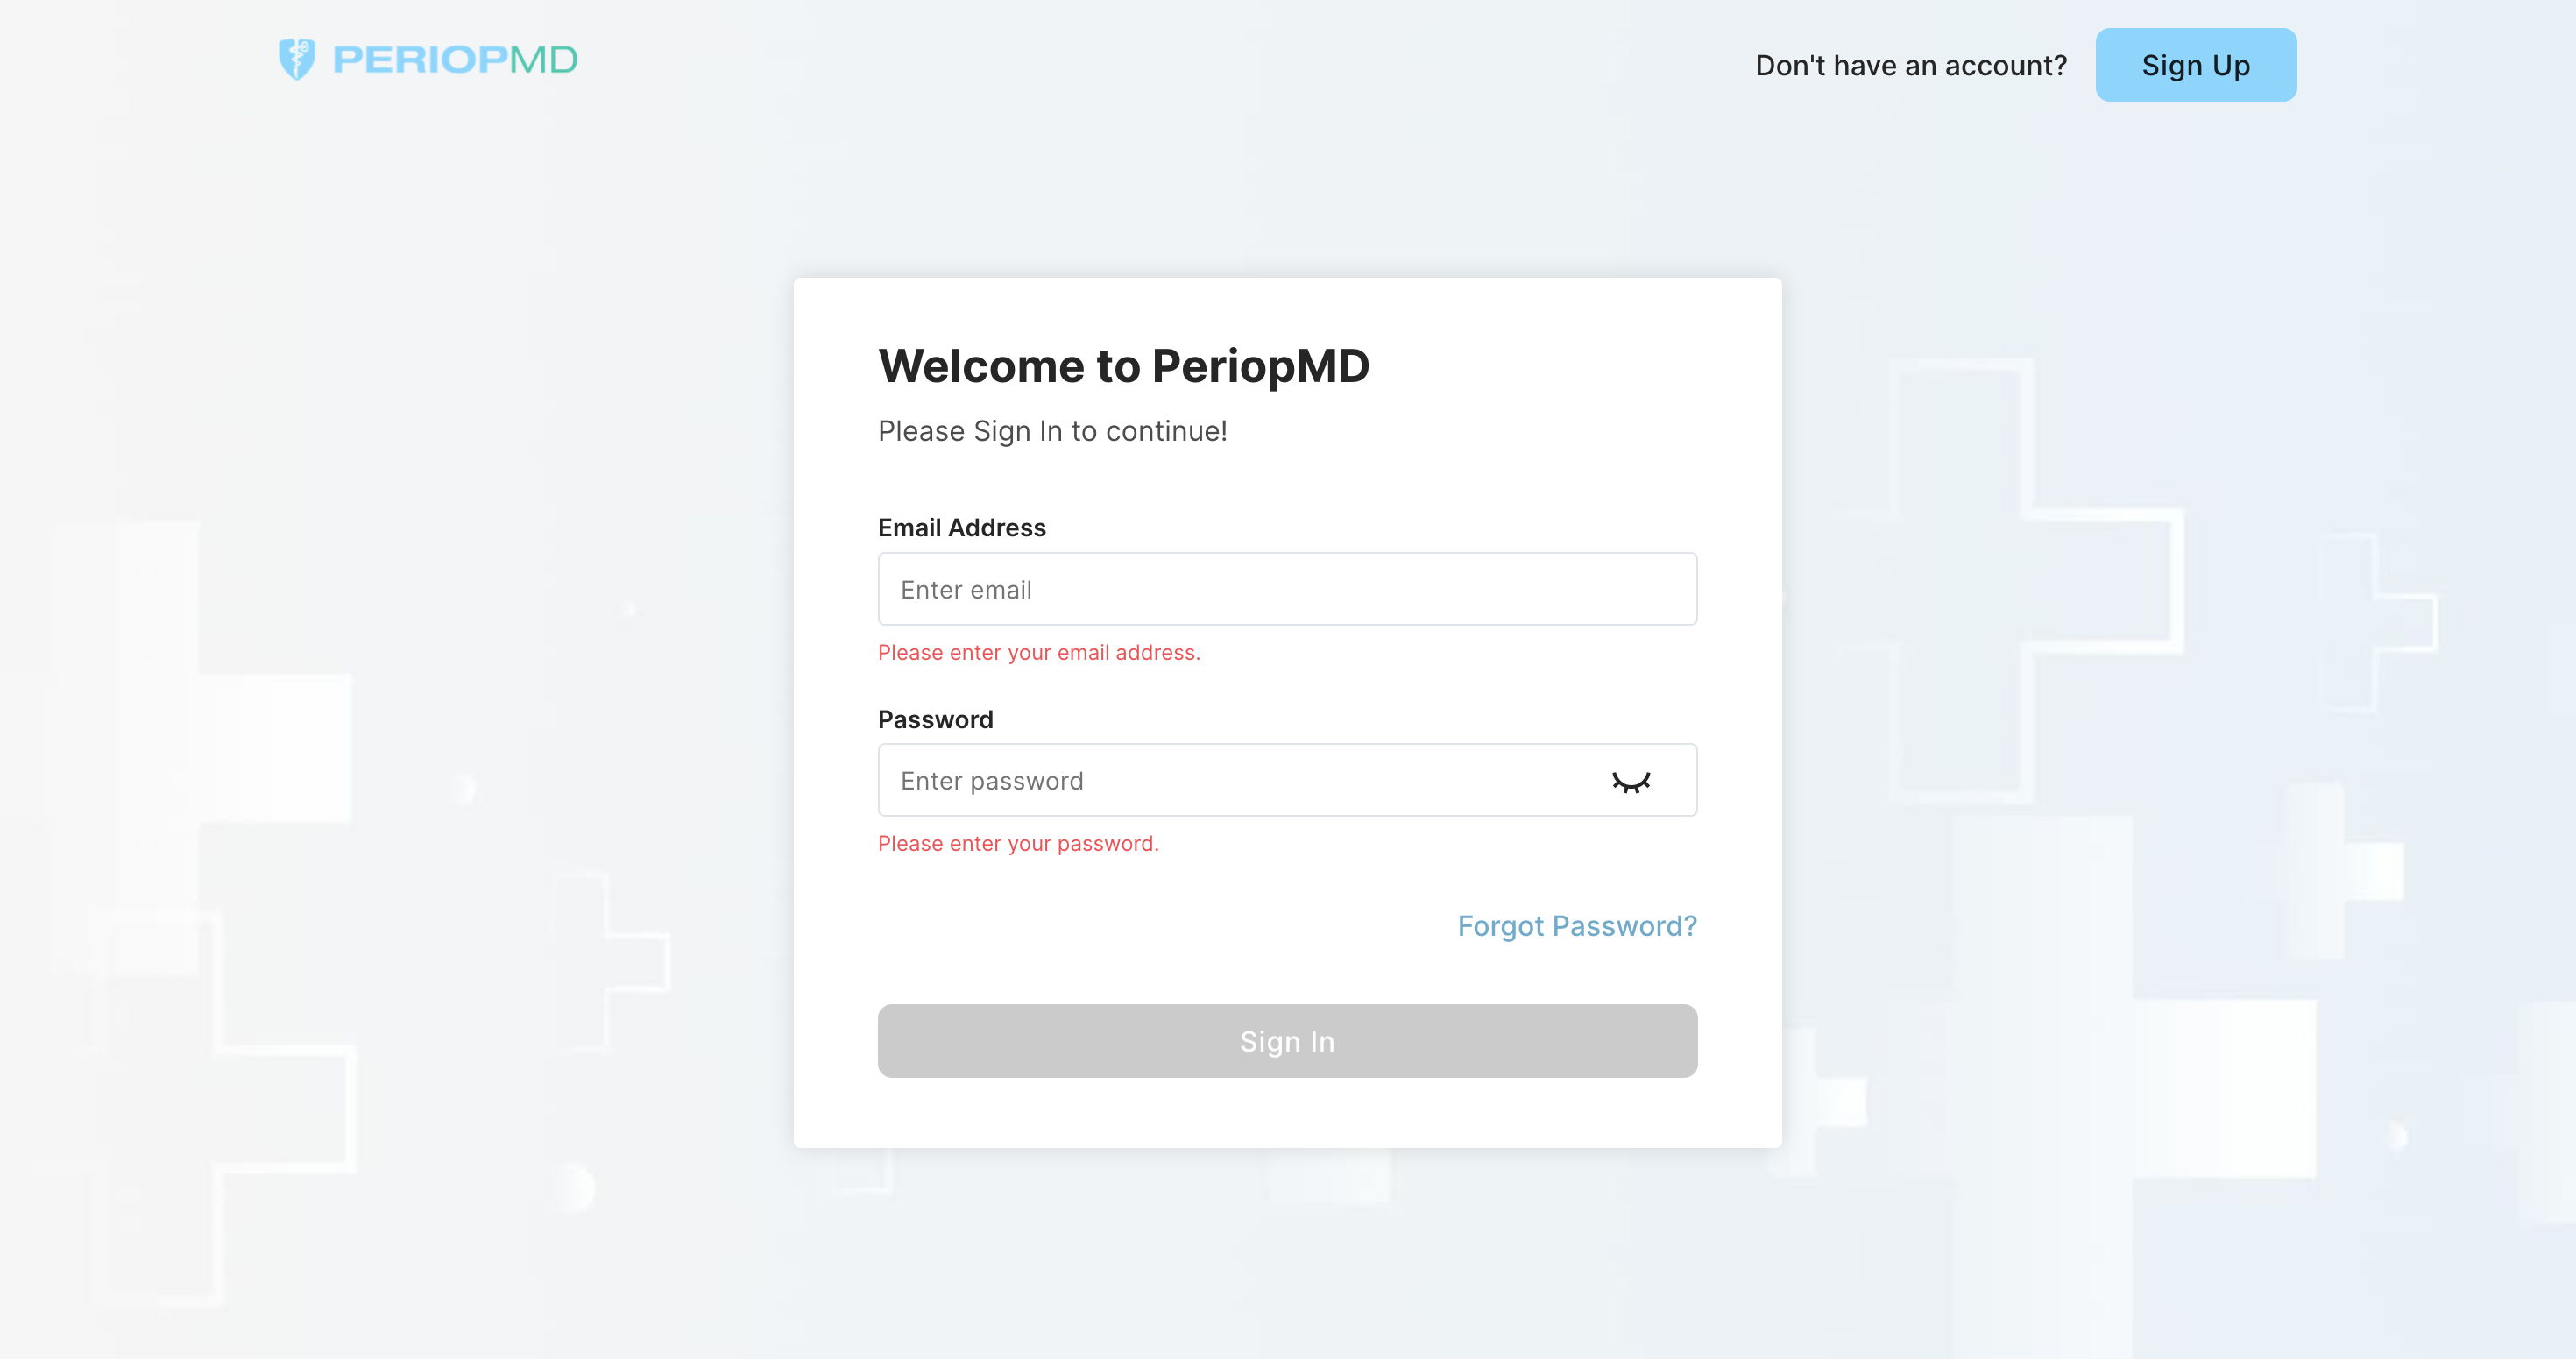 PERIOPMD
Don't have an account?
Sign Up
Welcome to PeriopMD
Please Sign In to continue!
Email Address
Enter email
Please enter your email address.
Password
Enter password
Please enter your password.
Forgot Password?
Sign In